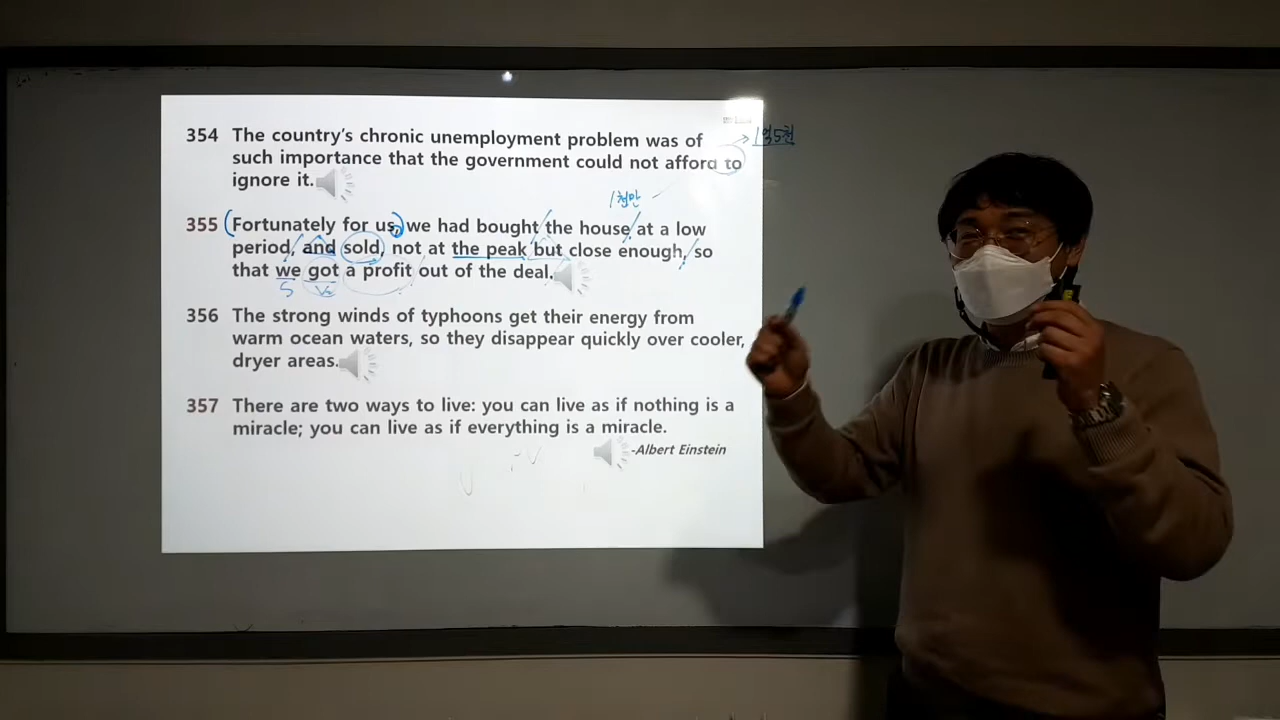 354 The country's chronic unemployment problem was of
such importance that the government could not afford to
ignore it.
1억5천
1천만
355 Fortunately for us, we had bought the house at a low
period, and sold, not at the peak but close enough, so
that we got a profit out of the deal.
S V
356 The strong winds of typhoons get their energy from
warm ocean waters, so they disappear quickly over cooler,
dryer areas.
357 There are two ways to live: you can live as if nothing is a
miracle; you can live as if everything is a miracle.
-Albert Einstein